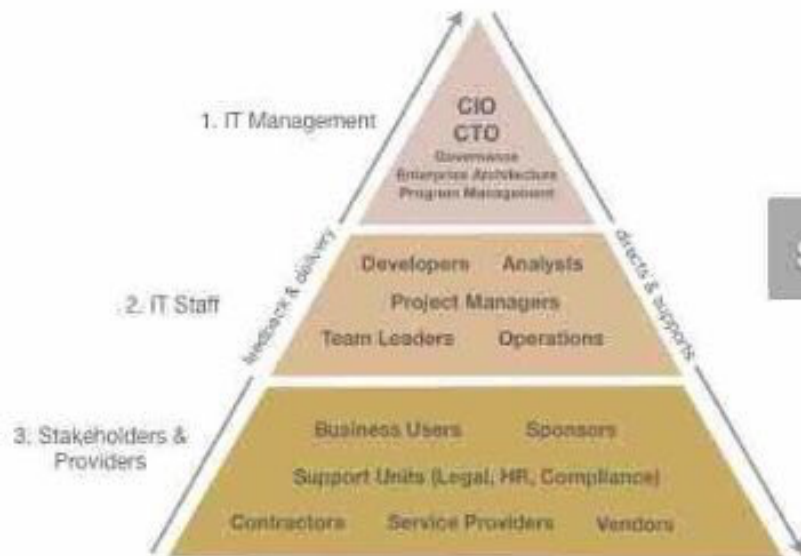 1. IT Management
CIO
CTO
Governance
Enterprise Architecture
Program Management
feedback & delivery
directs & supports
2. IT Staff
Developers Analysts
Project Managers
Team Leaders Operations
3. Stakeholders &
Providers
Business Users Sponsors
Support Units (Legal, HR, Compliance)
Contractors Service Providers Vendors